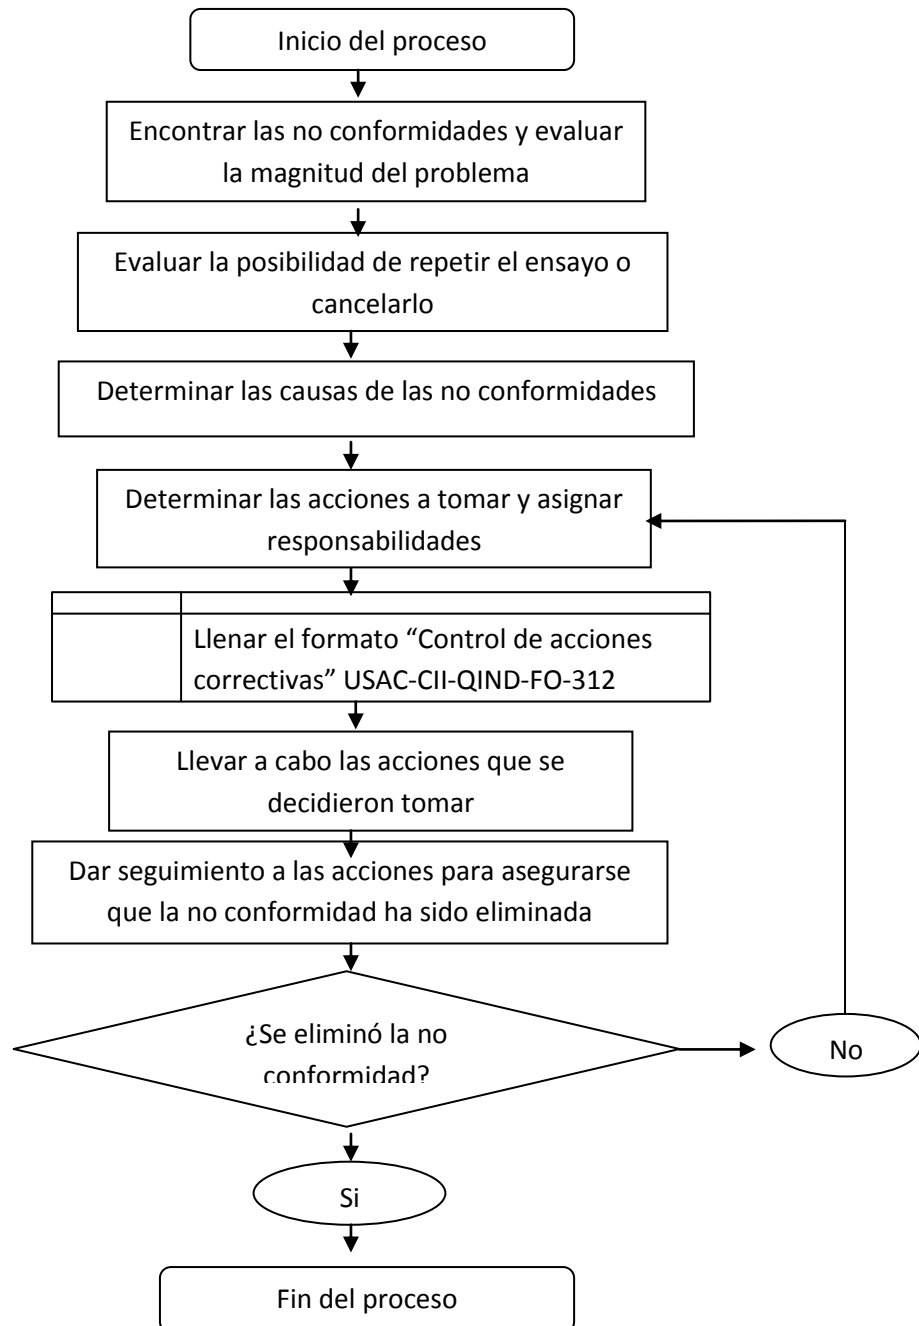 Inicio del proceso
Encontrar las no conformidades y evaluar
la magnitud del problema
Evaluar la posibilidad de repetir el ensayo o
cancelarlo
Determinar las causas de las no conformidades
Determinar las acciones a tomar y asignar
responsabilidades
Llenar el formato “Control de acciones
correctivas” USAC-CII-QIND-FO-312
Llevar a cabo las acciones que se
decidieron tomar
Dar seguimiento a las acciones para asegurarse
que la no conformidad ha sido eliminada
¿Se eliminó la no
conformidad?
No
Si
Fin del proceso